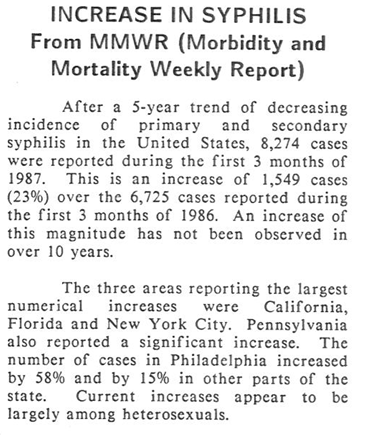 INCREASE IN SYPHILIS
From MMWR (Morbidity and
Mortality Weekly Report)
After a 5-year trend of decreasing
incidence of primary and secondary
syphilis in the United States, 8,274 cases
were reported during the first 3 months of
1987. This is an increase of 1,549 cases
(23%) over the 6,725 cases reported during
the first 3 months of 1986. An increase of
this magnitude has not been observed in
over 10 years.
The three areas reporting the largest
numerical increases were California,
Florida and New York City. Pennsylvania
also reported a significant increase. The
number of cases in Philadelphia increased
by 58% and by 15% in other parts of the
state. Current increases appear to be
largely among heterosexuals.